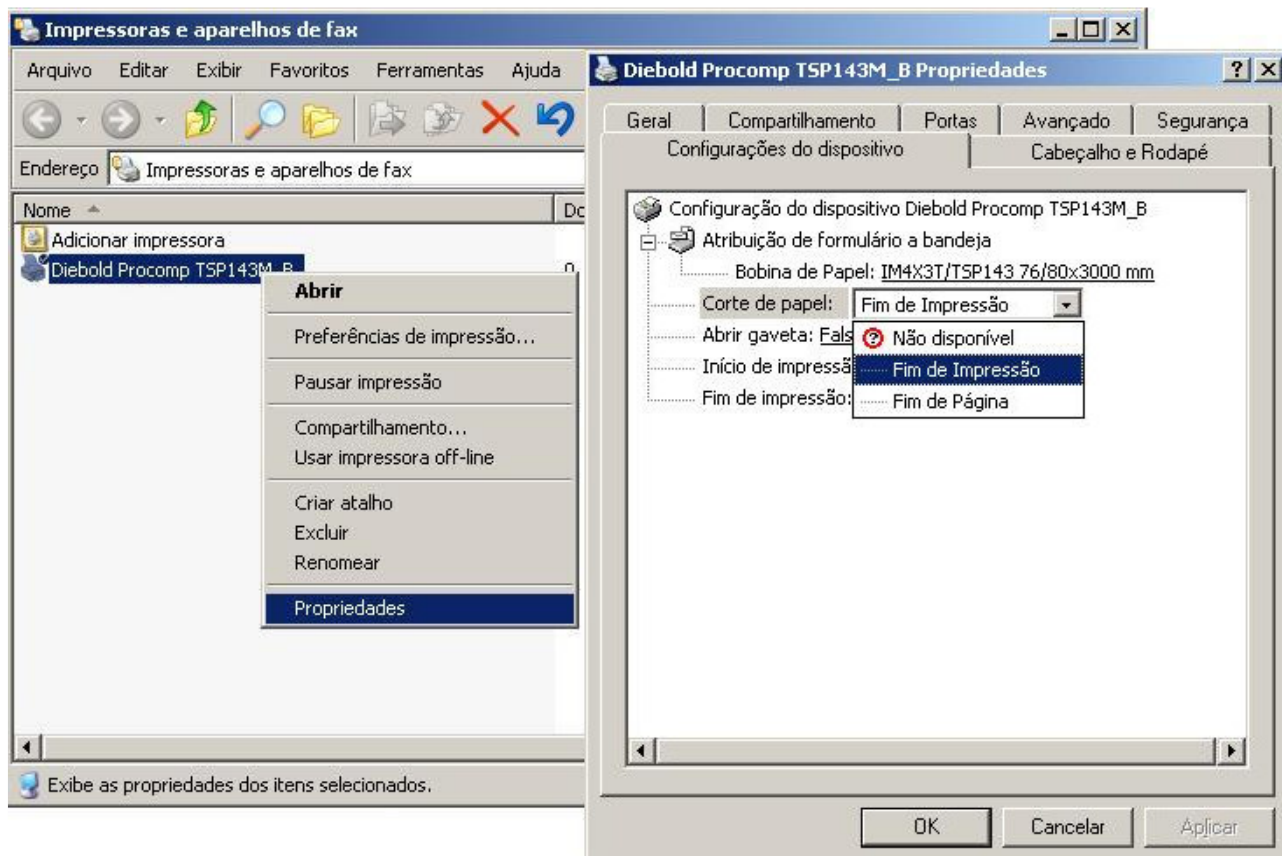 Impressoras e aparelhos de fax
Arquivo Editar Exibir Favoritos Ferramentas Ajuda
Endereço Impressoras e aparelhos de fax
Nome Do
Adicionar impressora
Diebold Procomp TSP143M_B 0
Abrir
Preferências de impressão...
Pausar impressão
Compartilhamento...
Usar impressora off-line
Criar atalho
Excluir
Renomear
Propriedades
Exibe as propriedades dos itens selecionados.
Diebold Procomp TSP143M_B Propriedades
Geral Compartilhamento Portas Avançado Segurança
Configurações do dispositivo Cabeçalho e Rodapé
Configuração do dispositivo Diebold Procomp TSP143M_B
Atribuição de formulário a bandeja
Bobina de Papel: IM4X3T/TSP143 76/80x3000 mm
Corte de papel: Fim de Impressão
Abrir gaveta: Fals
Início de impressã
Fim de impressão:
Não disponível
Fim de Impressão
Fim de Página
OK Cancelar Aplicar